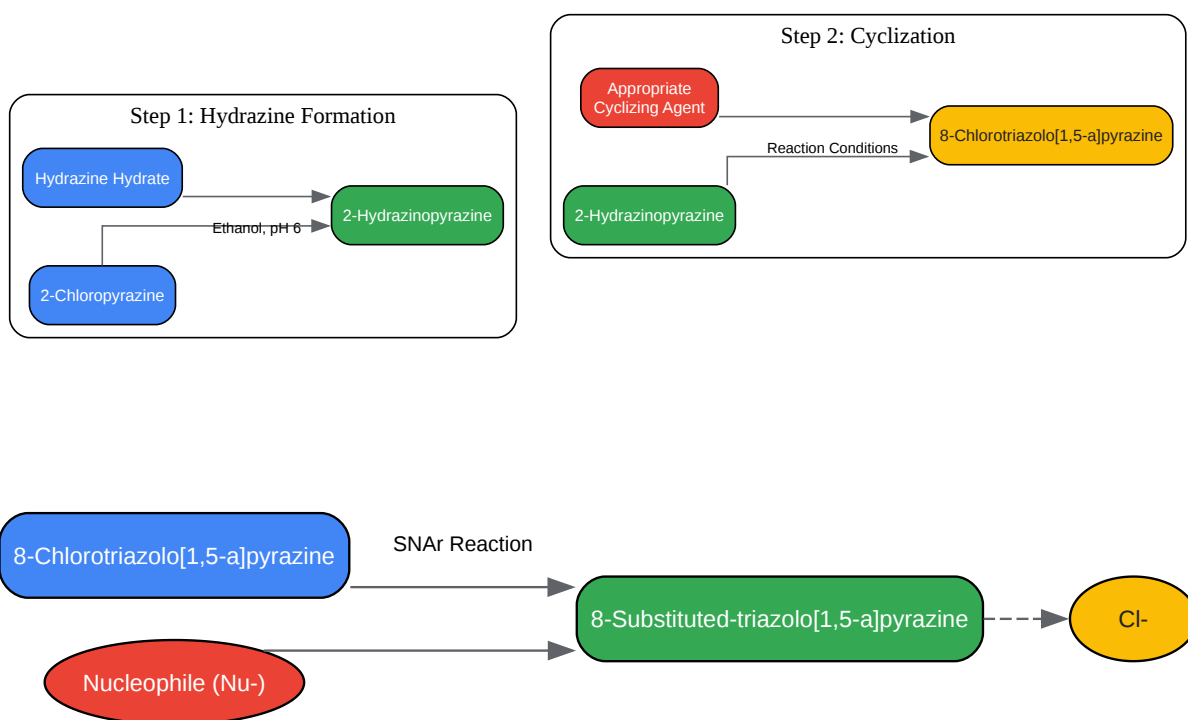 Step 1: Hydrazine Formation
Hydrazine Hydrate
2-Hydrazinopyrazine
Ethanol, pH 6
2-Chloropyrazine
Step 2: Cyclization
Appropriate
Cyclizing Agent
8-Chlorotriazolo[1,5-a]pyrazine
Reaction Conditions
2-Hydrazinopyrazine
8-Chlorotriazolo[1,5-a]pyrazine
SNAr Reaction
8-Substituted-triazolo[1,5-a]pyrazine
Cl-
Nucleophile (Nu-)